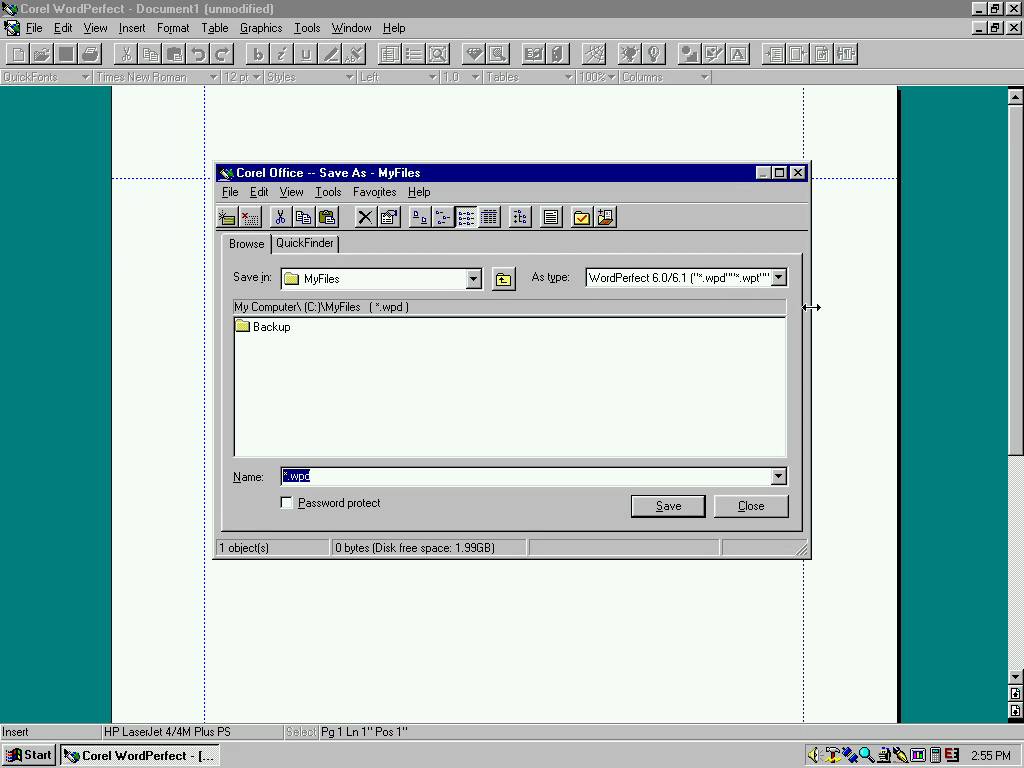 Corel WordPerfect - Document1 (unmodified)
File Edit View Insert Format Table Graphics Tools Window Help
QuickFonts Times New Roman 12 pt Styles Left 1.0 Tables 100% Columns
Corel Office -- Save As - MyFiles
File Edit View Tools Favorites Help
Browse QuickFinder
Save in: MyFiles As type: WordPerfect 6.0/6.1 ("*.wpd""*.wpt""
My Computer\ (C:)\MyFiles ( *.wpd )
Backup
Name: *.wpd
Password protect Save Close
1 object(s) 0 bytes (Disk free space: 1.99GB)
Insert HP LaserJet 4/4M Plus PS Select Pg 1 Ln 1" Pos 1"
Start Corel WordPerfect - [... 2:55 PM